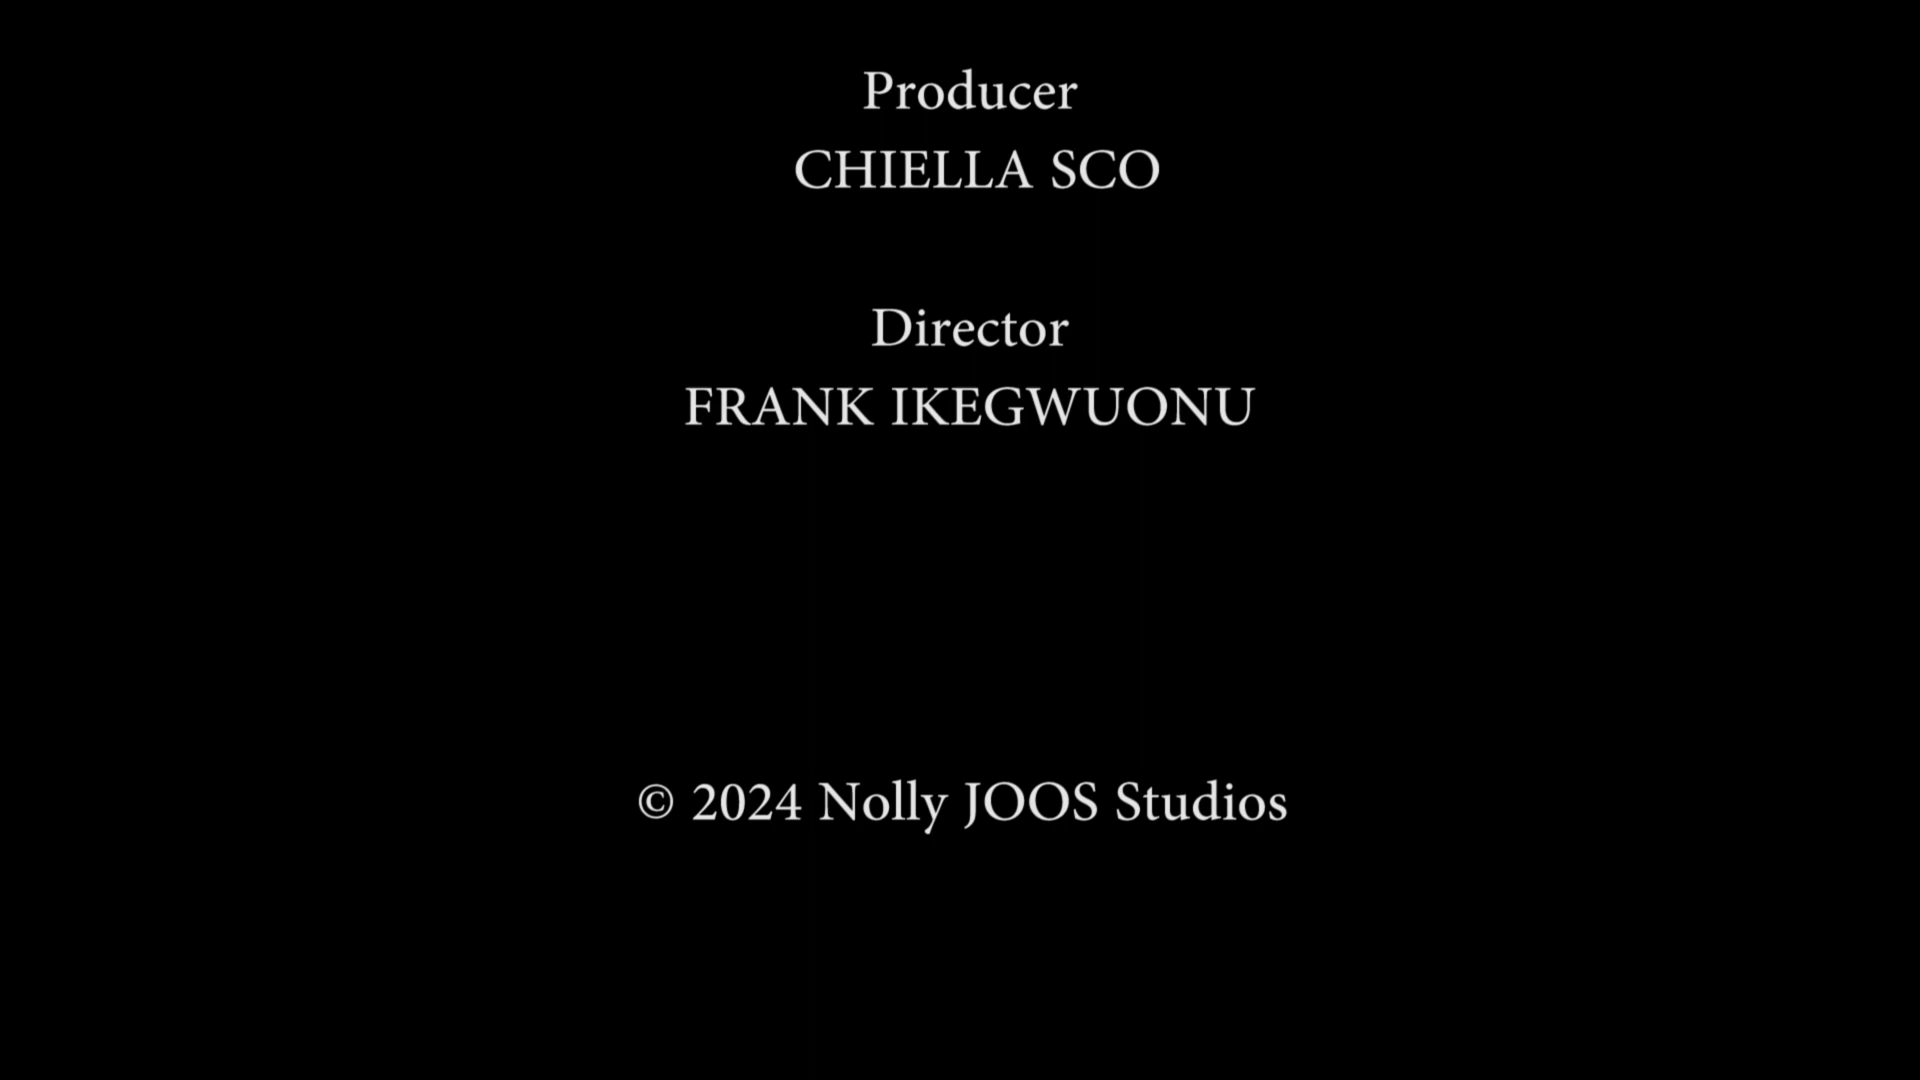 Producer
CHIELLA SCO
Director
FRANK IKEGWUONU
© 2024 Nolly JOOS Studios